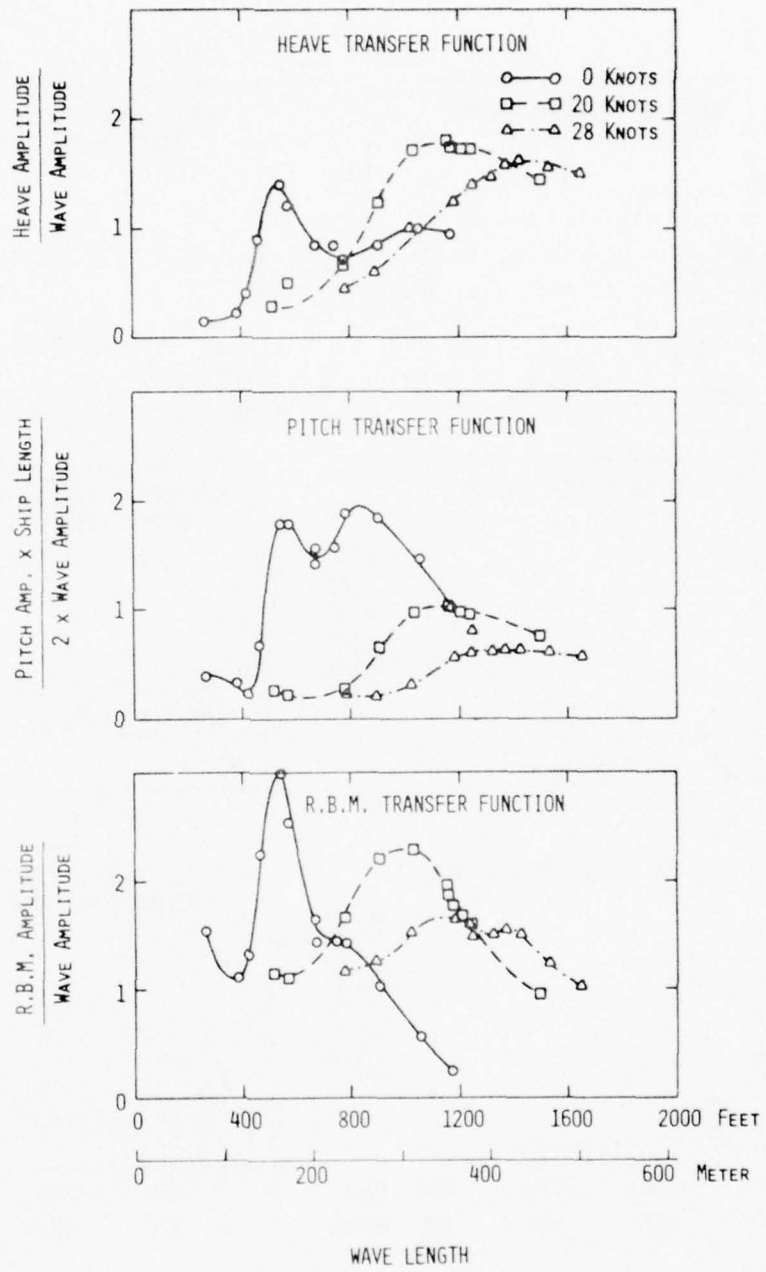 HEAVE TRANSFER FUNCTION
0 KNOTS
20 KNOTS
28 KNOTS
HEAVE AMPLITUDE
WAVE AMPLITUDE
2
1
0
PITCH TRANSFER FUNCTION
PITCH AMP. x SHIP LENGTH
2 x WAVE AMPLITUDE
2
1
0
R.B.M. TRANSFER FUNCTION
R.B.M. AMPLITUDE
WAVE AMPLITUDE
2
1
0
0 400 800 1200 1600 2000 FEET
0 200 400 600 METER
WAVE LENGTH